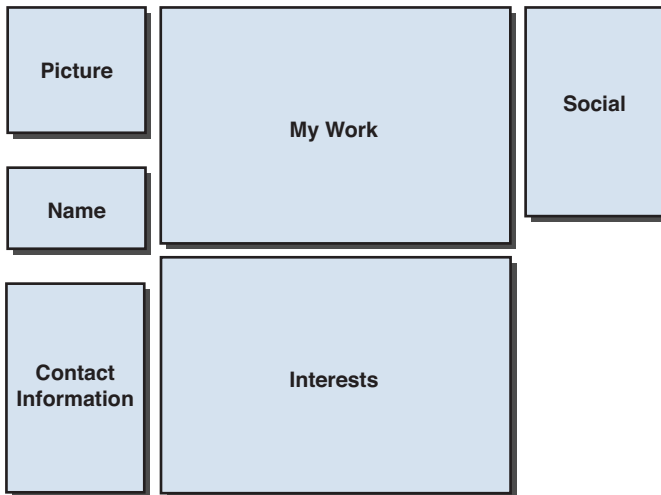 Picture
My Work
Social
Name
Contact
Information
Interests